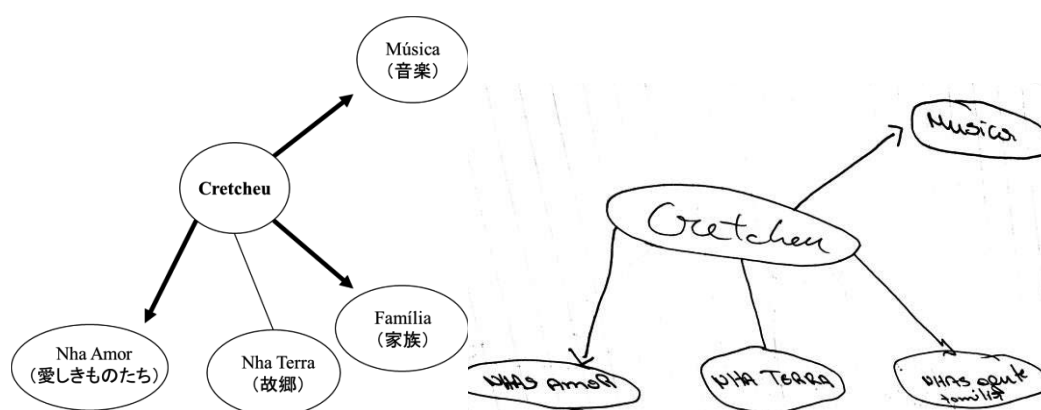 Música
（音楽）
Cretcheu
Família
（家族）
Nha Amor
（愛しきものたち）
Nha Terra
（故郷）
Musica
Cretcheu
NHAS AMOR
NHA TERRA
NHAS